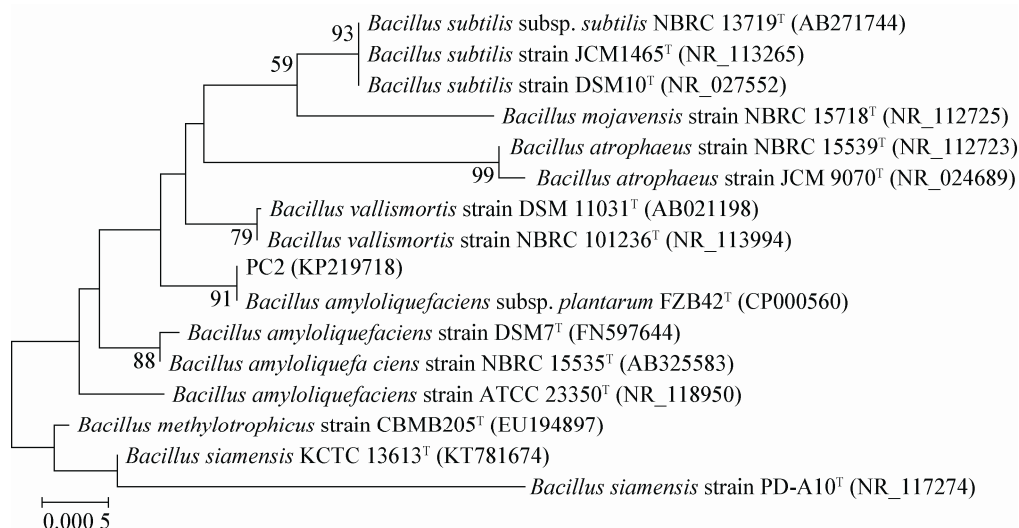 Bacillus subtilis subsp. subtilis NBRC 13719ᵀ (AB271744)
93
Bacillus subtilis strain JCM1465ᵀ (NR_113265)
59
Bacillus subtilis strain DSM10ᵀ (NR_027552)
Bacillus mojavensis strain NBRC 15718ᵀ (NR_112725)
Bacillus atrophaeus strain NBRC 15539ᵀ (NR_112723)
99
Bacillus atrophaeus strain JCM 9070ᵀ (NR_024689)
Bacillus vallismortis strain DSM 11031ᵀ (AB021198)
79
Bacillus vallismortis strain NBRC 101236ᵀ (NR_113994)
PC2 (KP219718)
91
Bacillus amyloliquefaciens subsp. plantarum FZB42ᵀ (CP000560)
Bacillus amyloliquefaciens strain DSM7ᵀ (FN597644)
88
Bacillus amyloliquefa ciens strain NBRC 15535ᵀ (AB325583)
Bacillus amyloliquefaciens strain ATCC 23350ᵀ (NR_118950)
Bacillus methylotrophicus strain CBMB205ᵀ (EU194897)
Bacillus siamensis KCTC 13613ᵀ (KT781674)
Bacillus siamensis strain PD-A10ᵀ (NR_117274)
0.000 5